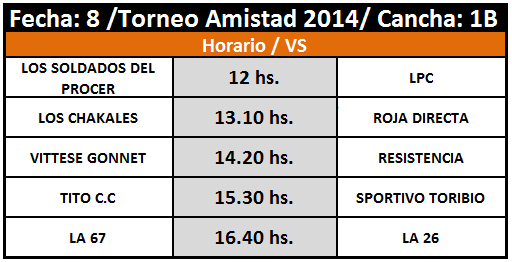 Fecha: 8 /Torneo Amistad 2014/ Cancha: 1B
Horario / VS
LOS SOLDADOS DEL PROCER 12 hs. LPC
LOS CHAKALES 13.10 hs. ROJA DIRECTA
VITTESE GONNET 14.20 hs. RESISTENCIA
TITO C.C 15.30 hs. SPORTIVO TORIBIO
LA 67 16.40 hs. LA 26